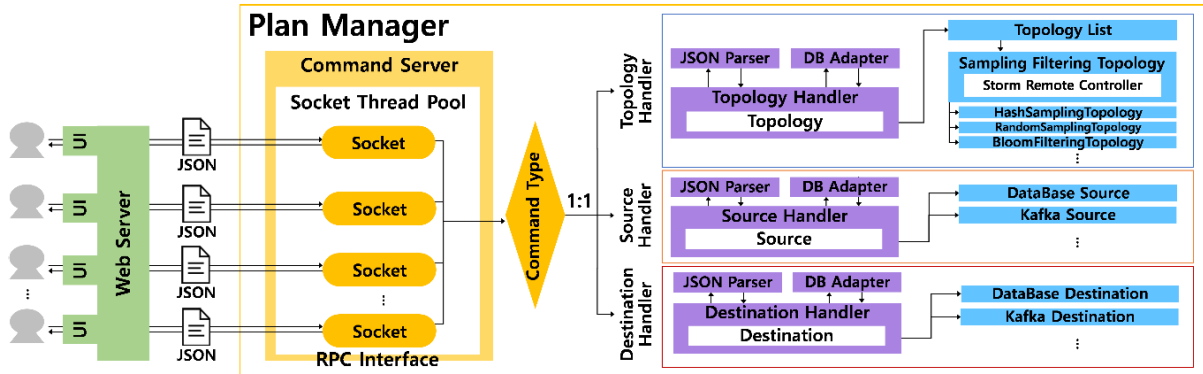 Plan Manager
Command Server
Socket Thread Pool
Socket
Socket
Socket
⋮
Socket
RPC Interface
UI
UI
UI
⋮
UI
Web Server
JSON
JSON
JSON
JSON
Command Type
1:1
Topology
Handler
JSON Parser
DB Adapter
Topology Handler
Topology
Topology List
Sampling Filtering Topology
Storm Remote Controller
HashSamplingTopology
RandomSamplingTopology
BloomFilteringTopology
⋮
Source
Handler
JSON Parser
DB Adapter
Source Handler
Source
DataBase Source
Kafka Source
⋮
Destination
Handler
JSON Parser
DB Adapter
Destination Handler
Destination
DataBase Destination
Kafka Destination
⋮